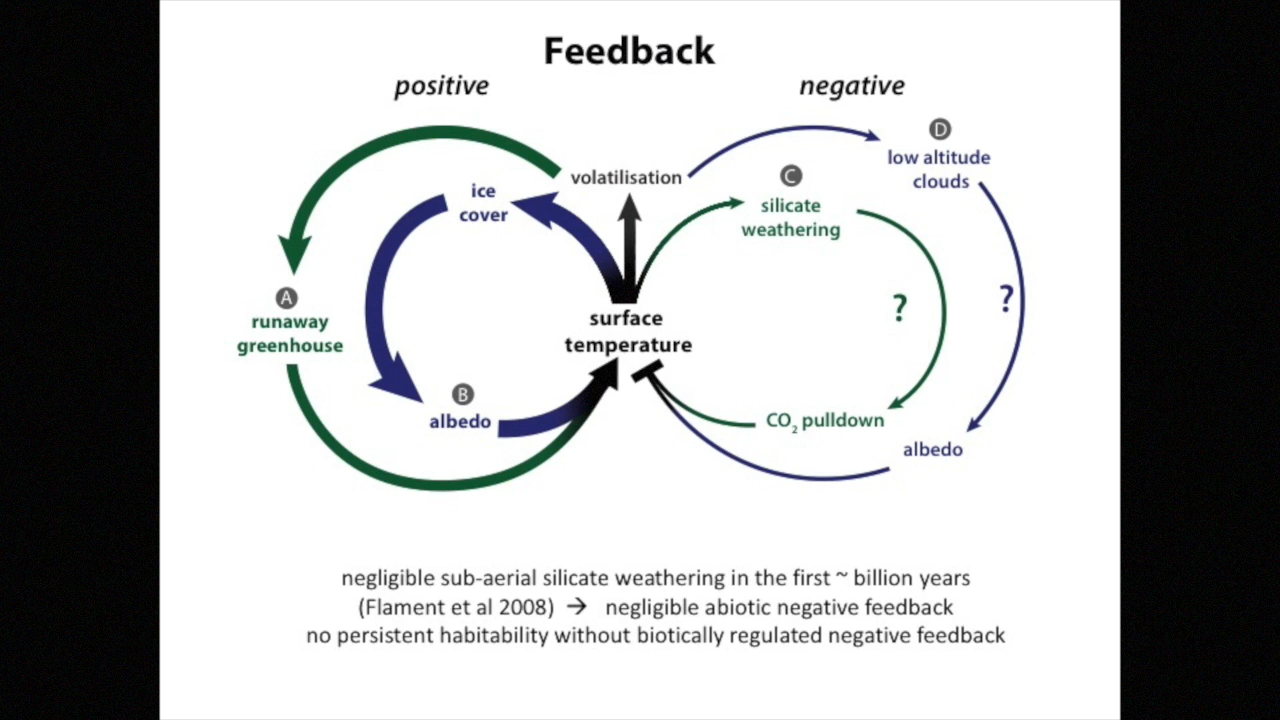 Feedback
positive
negative
D
low altitude
clouds
volatilisation
C
silicate
weathering
ice
cover
A
runaway
greenhouse
surface
temperature
?
?
B
albedo
CO2 pulldown
albedo
negligible sub-aerial silicate weathering in the first ~ billion years
(Flament et al 2008) → negligible abiotic negative feedback
no persistent habitability without biotically regulated negative feedback